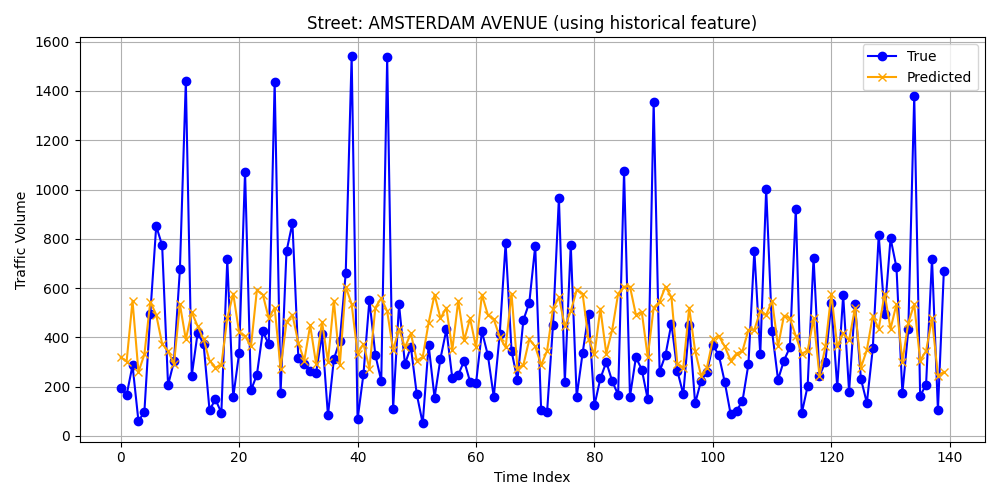 Street: AMSTERDAM AVENUE (using historical feature)
True
Predicted
Traffic Volume
1600
1400
1200
1000
800
600
400
200
0
0 20 40 60 80 100 120 140
Time Index